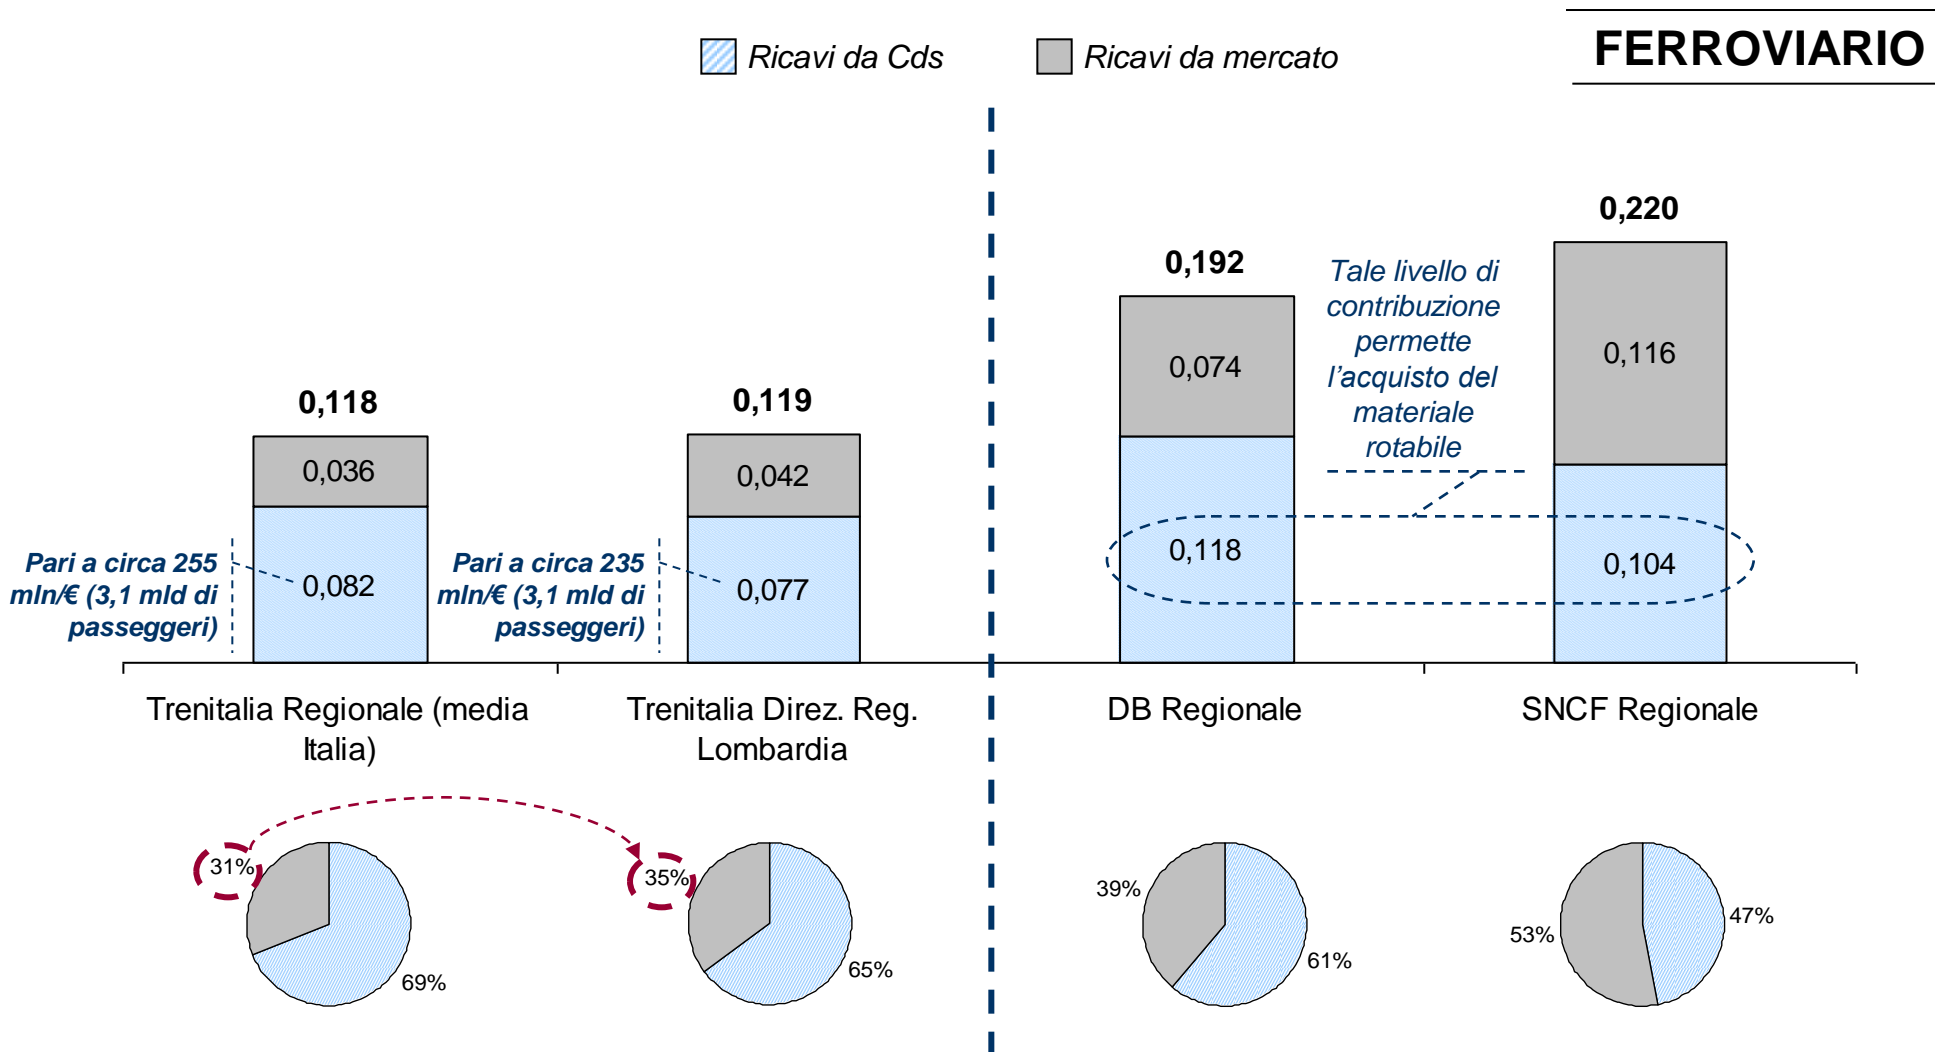 FERROVIARIO
Ricavi da Cds
Ricavi da mercato
0,118
0,036
0,082
Pari a circa 255
mln/€ (3,1 mld di
passeggeri)
0,119
0,042
0,077
Pari a circa 235
mln/€ (3,1 mld di
passeggeri)
0,192
0,074
0,118
Tale livello di
contribuzione
permette
l’acquisto del
materiale
rotabile
0,220
0,116
0,104
Trenitalia Regionale (media
Italia)
Trenitalia Direz. Reg.
Lombardia
DB Regionale
SNCF Regionale
31%
69%
35%
65%
39%
61%
53%
47%